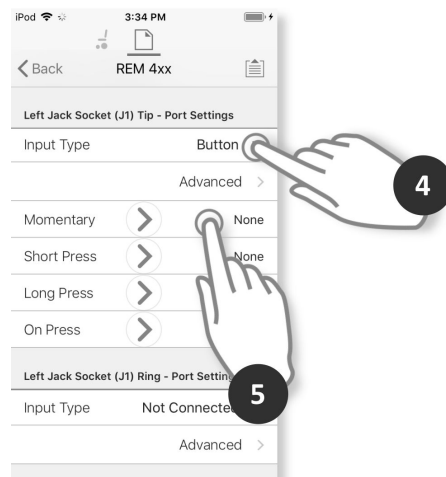 iPod 3:34 PM
Back REM 4xx
Left Jack Socket (J1) Tip - Port Settings
Input Type Button
Advanced
4
Momentary None
Short Press None
Long Press
On Press
Left Jack Socket (J1) Ring - Port Setting
5
Input Type Not Connected
Advanced